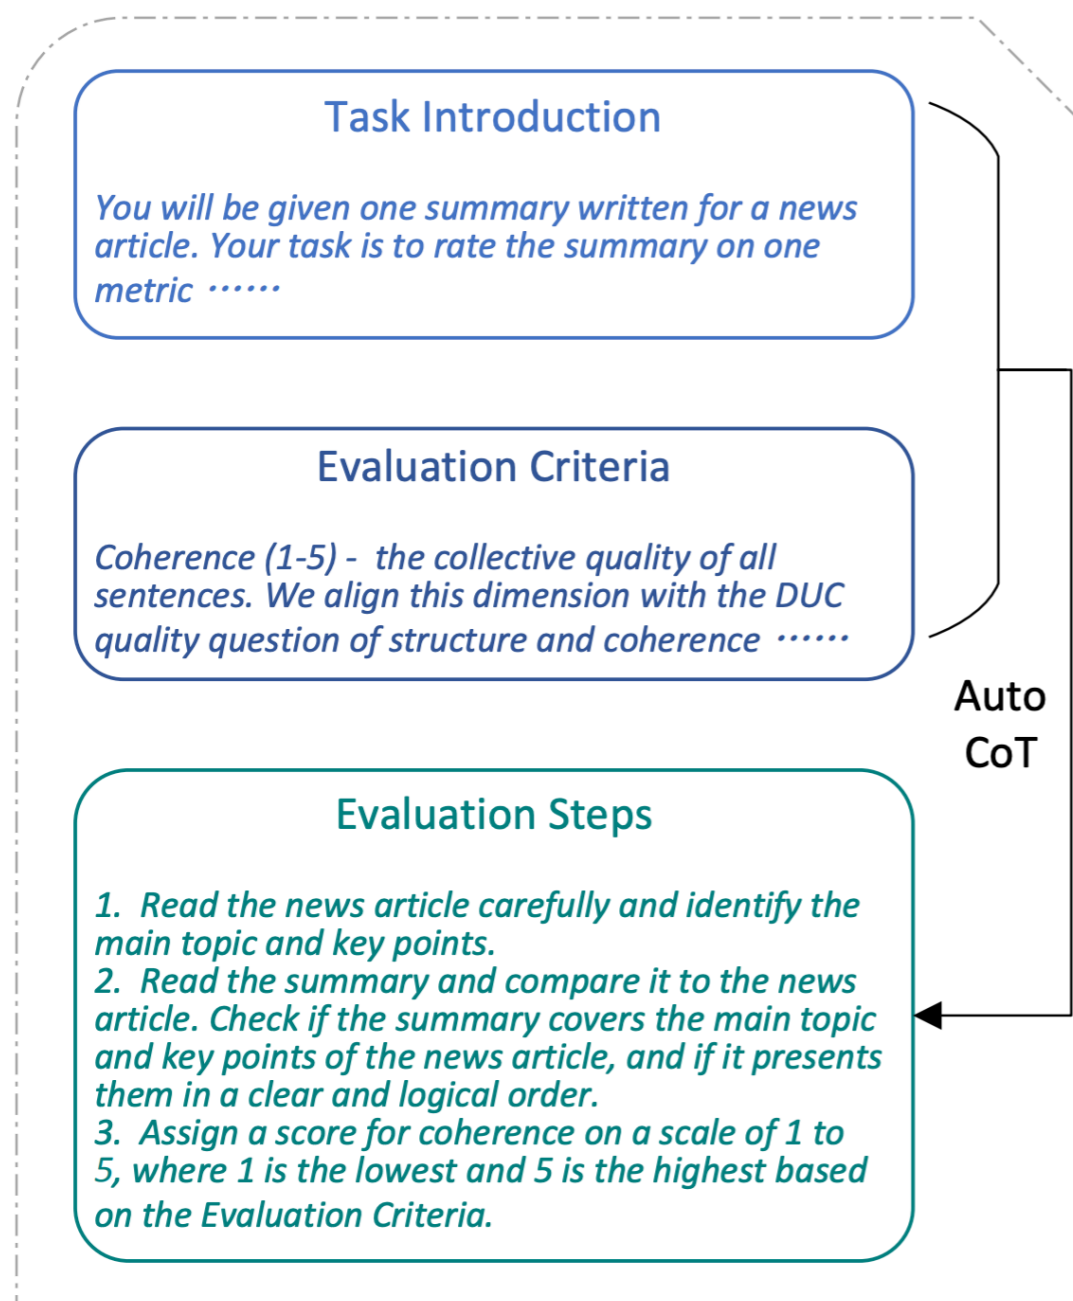 Task Introduction
You will be given one summary written for a news
article. Your task is to rate the summary on one
metric ······
Evaluation Criteria
Coherence (1-5) -  the collective quality of all
sentences. We align this dimension with the DUC
quality question of structure and coherence ······
Auto
CoT
Evaluation Steps
1.  Read the news article carefully and identify the
main topic and key points.
2.  Read the summary and compare it to the news
article. Check if the summary covers the main topic
and key points of the news article, and if it presents
them in a clear and logical order.
3.  Assign a score for coherence on a scale of 1 to
5, where 1 is the lowest and 5 is the highest based
on the Evaluation Criteria.